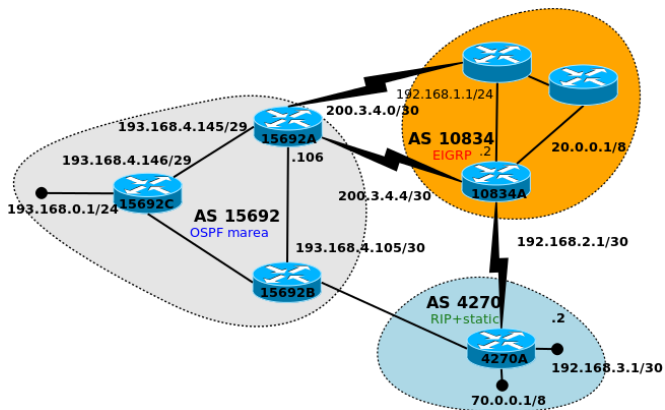 192.168.1.1/24
200.3.4.0/30
193.168.4.145/29
15692A
AS 10834
EIGRP
.2
.106
20.0.0.1/8
193.168.4.146/29
10834A
15692C
200.3.4.4/30
193.168.0.1/24
AS 15692
OSPF marea
192.168.2.1/30
193.168.4.105/30
15692B
AS 4270
RIP+static
.2
4270A
192.168.3.1/30
70.0.0.1/8